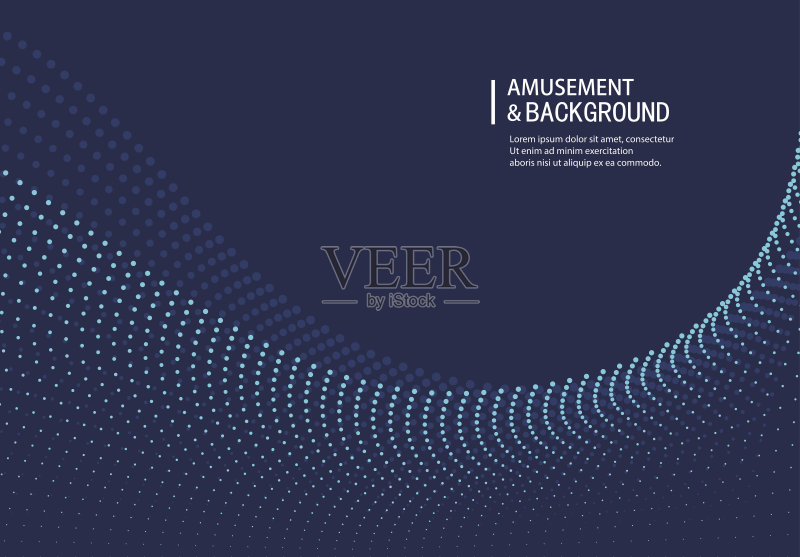 AMUSEMENT
& BACKGROUND
Lorem ipsum dolor sit amet, consectetur
Ut enim ad minim veniam, exercitation
aboris nisi ut aliquip ex ea commodo.
VEER
by iStock